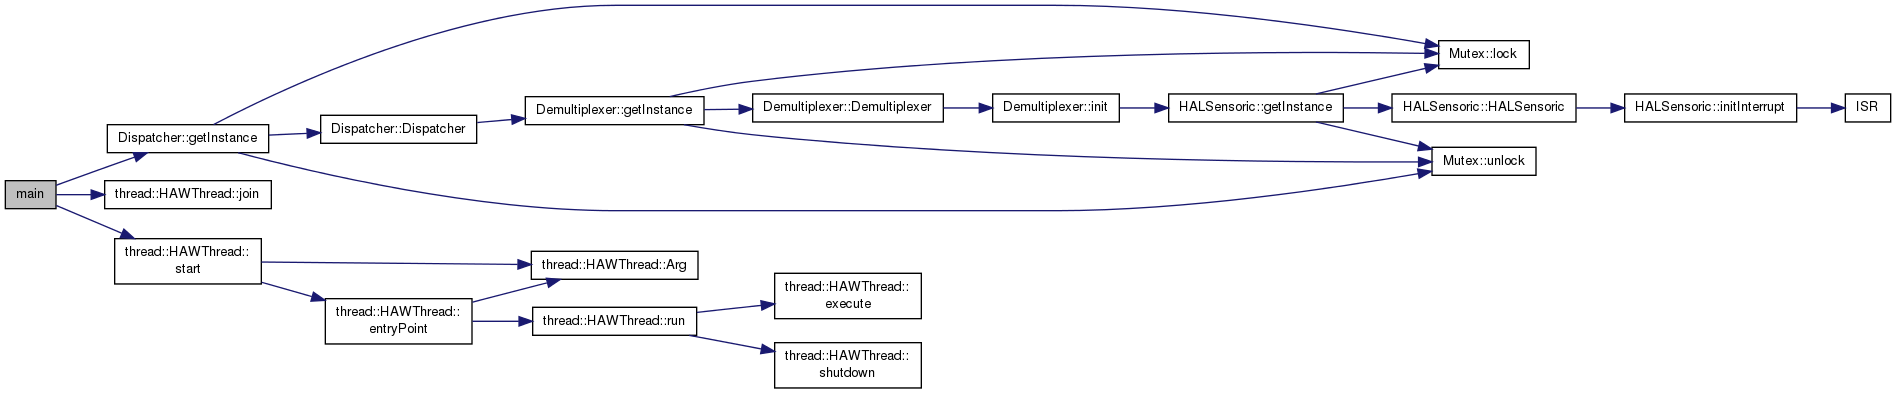 main
Dispatcher::getInstance
thread::HAWThread::join
thread::HAWThread::
start
Dispatcher::Dispatcher
thread::HAWThread::
entryPoint
Demultiplexer::getInstance
thread::HAWThread::Arg
thread::HAWThread::run
Demultiplexer::Demultiplexer
thread::HAWThread::
execute
thread::HAWThread::
shutdown
Demultiplexer::init
HALSensoric::getInstance
Mutex::lock
HALSensoric::HALSensoric
Mutex::unlock
HALSensoric::initInterrupt
ISR